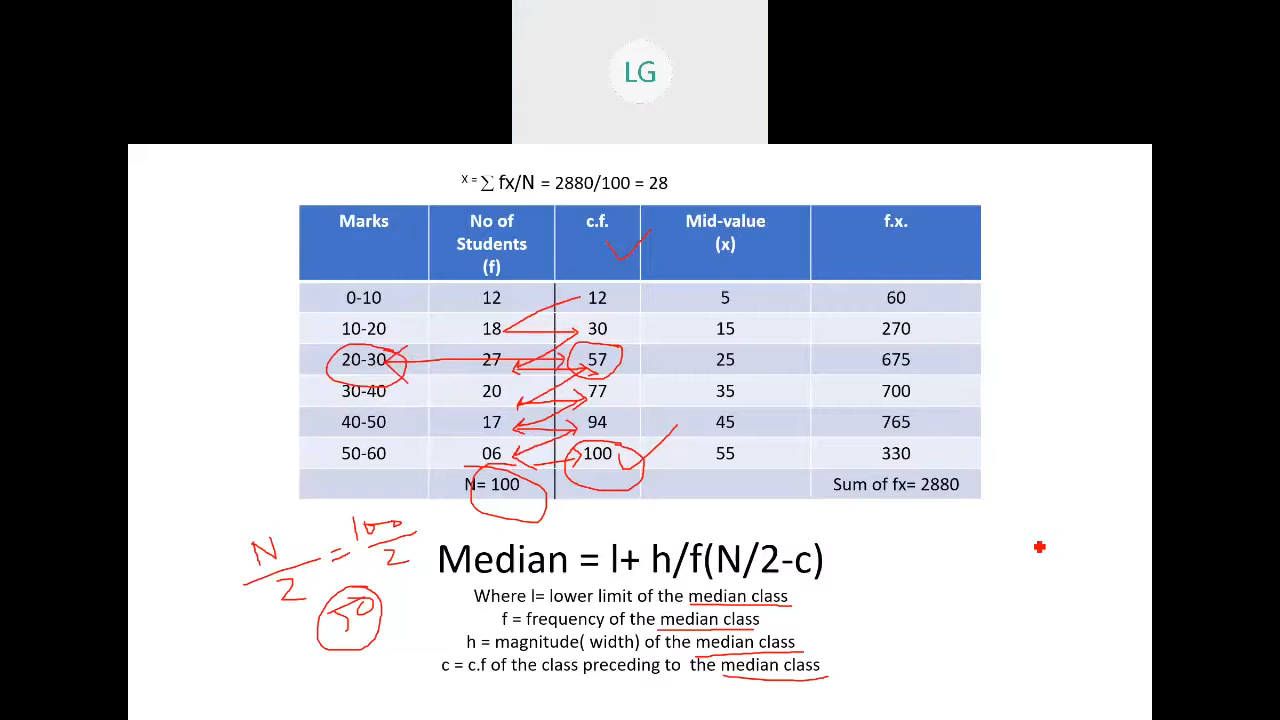 LG
x = ∑ fx/N = 2880/100 = 28
Marks No of Students (f) c.f. Mid-value (x) f.x.
0-10 12 12 5 60
10-20 18 30 15 270
20-30 27 57 25 675
30-40 20 77 35 700
40-50 17 94 45 765
50-60 06 100 55 330
N= 100 Sum of fx= 2880
N/2 = 100/2
50
Median = l+ h/f(N/2-c)
Where l= lower limit of the median class
f = frequency of the median class
h = magnitude( width) of the median class
c = c.f of the class preceding to the median class